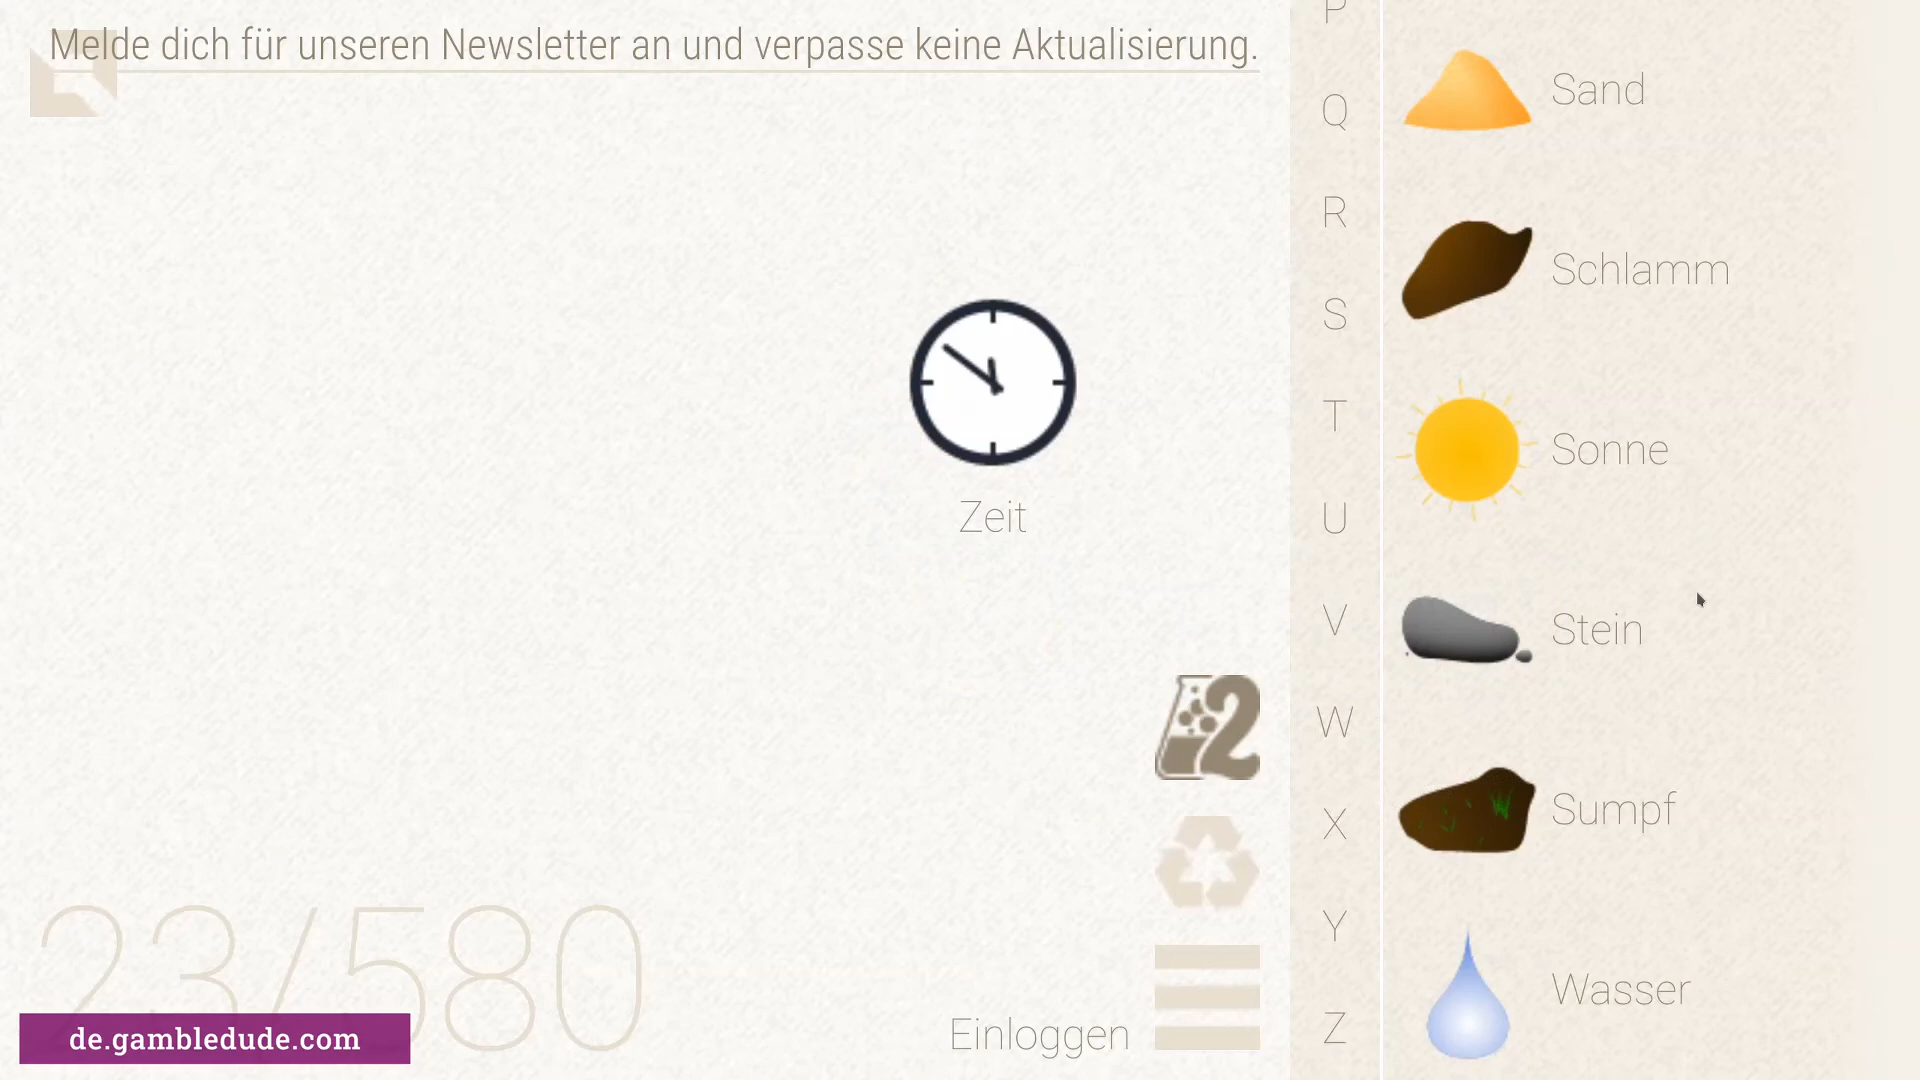 Melde dich für unseren Newsletter an und verpasse keine Aktualisierung.
Zeit
2
23/580
de.gambledude.com
Einloggen
P
Q
R
S
T
U
V
W
X
Y
Z
Sand
Schlamm
Sonne
Stein
Sumpf
Wasser